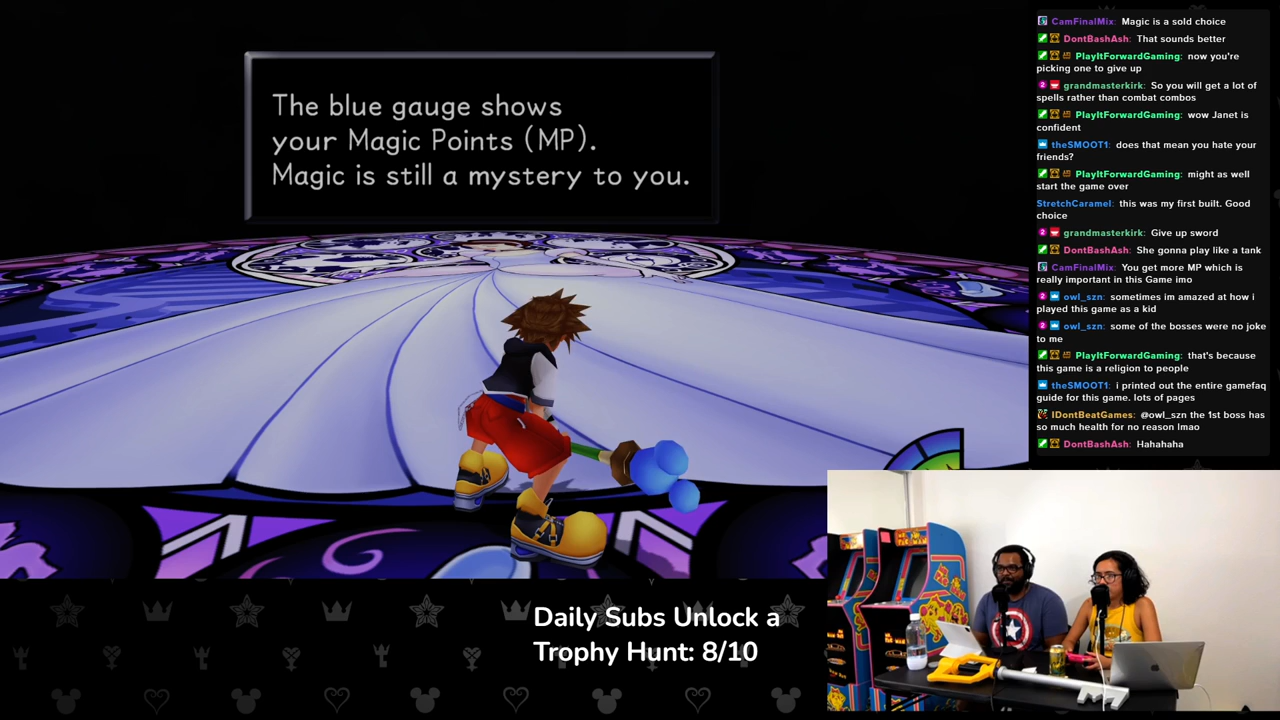 The blue gauge shows
your Magic Points (MP).
Magic is still a mystery to you.
CamFinalMix: Magic is a sold choice
DontBashAsh: That sounds better
PlayItForwardGaming: now you're
picking one to give up
grandmasterkirk: So you will get a lot of
spells rather than combat combos
PlayItForwardGaming: wow Janet is
confident
theSMOOT1: does that mean you hate your
friends?
PlayItForwardGaming: might as well
start the game over
StretchCaramel: this was my first built. Good
choice
grandmasterkirk: Give up sword
DontBashAsh: She gonna play like a tank
CamFinalMix: You get more MP which is
really important in this Game imo
owl_szn: sometimes im amazed at how i
played this game as a kid
owl_szn: some of the bosses were no joke
to me
PlayItForwardGaming: that's because
this game is a religion to people
theSMOOT1: i printed out the entire gamefaq
guide for this game. lots of pages
IDontBeatGames: @owl_szn the 1st boss has
so much health for no reason lmao
DontBashAsh: Hahahaha
Daily Subs Unlock a
Trophy Hunt: 8/10